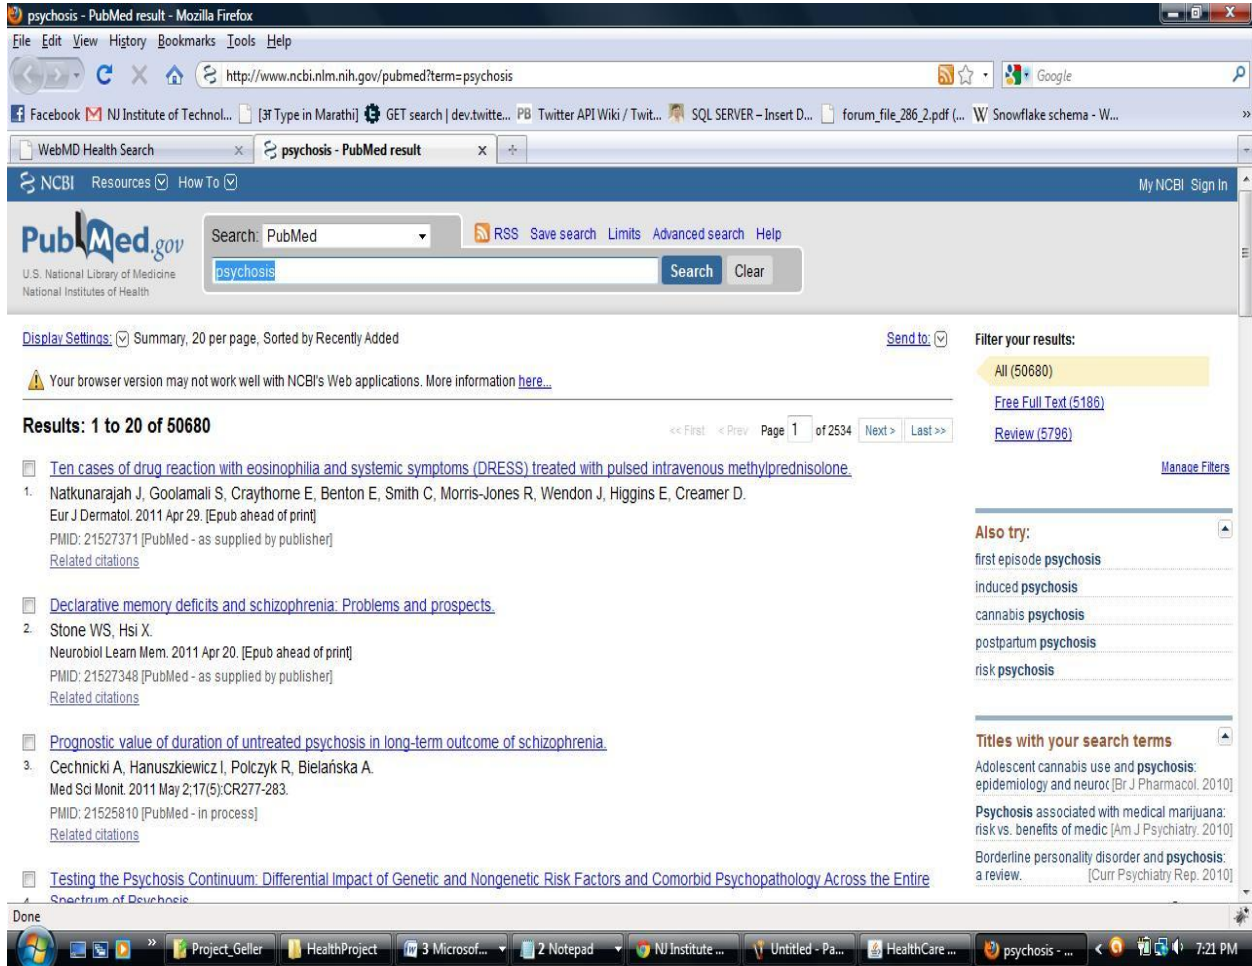 psychosis - PubMed result - Mozilla Firefox
File Edit View History Bookmarks Tools Help
http://www.ncbi.nlm.nih.gov/pubmed?term=psychosis
Google
Facebook NJ Institute of Technol... [अ Type in Marathi] GET search | dev.twitte... PB Twitter API Wiki / Twit... SQL SERVER – Insert D... forum_file_286_2.pdf (... W Snowflake schema - W... »
WebMD Health Search x psychosis - PubMed result x
NCBI Resources How To My NCBI Sign In
PubMed.gov
U.S. National Library of Medicine
National Institutes of Health
Search: PubMed
RSS Save search Limits Advanced search Help
psychosis
Search Clear
Display Settings: Summary, 20 per page, Sorted by Recently Added
Send to:
Your browser version may not work well with NCBI's Web applications. More information here...
Results: 1 to 20 of 50680
<< First < Prev Page 1 of 2534 Next > Last >>
Ten cases of drug reaction with eosinophilia and systemic symptoms (DRESS) treated with pulsed intravenous methylprednisolone.
1. Natkunarajah J, Goolamali S, Craythorne E, Benton E, Smith C, Morris-Jones R, Wendon J, Higgins E, Creamer D.
Eur J Dermatol. 2011 Apr 29. [Epub ahead of print]
PMID: 21527371 [PubMed - as supplied by publisher]
Related citations
Declarative memory deficits and schizophrenia: Problems and prospects.
2. Stone WS, Hsi X.
Neurobiol Learn Mem. 2011 Apr 20. [Epub ahead of print]
PMID: 21527348 [PubMed - as supplied by publisher]
Related citations
Prognostic value of duration of untreated psychosis in long-term outcome of schizophrenia.
3. Cechnicki A, Hanuszkiewicz I, Polczyk R, Bielańska A.
Med Sci Monit. 2011 May 2;17(5):CR277-283.
PMID: 21525810 [PubMed - in process]
Related citations
Testing the Psychosis Continuum: Differential Impact of Genetic and Nongenetic Risk Factors and Comorbid Psychopathology Across the Entire
4. Spectrum of Psychosis
Filter your results:
All (50680)
Free Full Text (5186)
Review (5796)
Manage Filters
Also try:
first episode psychosis
induced psychosis
cannabis psychosis
postpartum psychosis
risk psychosis
Titles with your search terms
Adolescent cannabis use and psychosis:
epidemiology and neuroc [Br J Pharmacol. 2010]
Psychosis associated with medical marijuana:
risk vs. benefits of medic [Am J Psychiatry. 2010]
Borderline personality disorder and psychosis:
a review. [Curr Psychiatry Rep. 2010]
Done
» Project_Geller HealthProject 3 Microsof... 2 Notepad NJ Institute ... Untitled - Pa... HealthCare ... psychosis - ... 7:21 PM